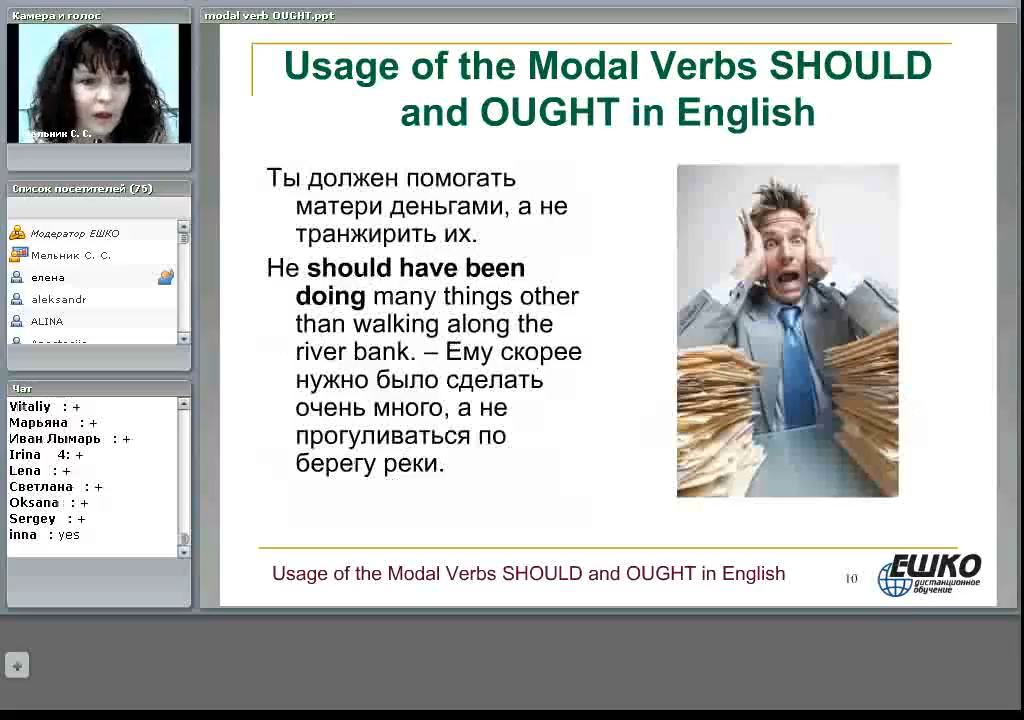 Камера и голос
Мельник С. С.
Список посетителей (75)
Модератор ЕШКО
Мельник С. С.
елена
aleksandr
ALINA
Чат
Vitaliy : +
Марьяна : +
Иван Лымарь : +
Irina 4: +
Lena : +
Светлана : +
Oksana : +
Sergey : +
inna : yes
modal verb OUGHT.ppt
Usage of the Modal Verbs SHOULD
and OUGHT in English
Ты должен помогать
матери деньгами, а не
транжирить их.
He should have been
doing many things other
than walking along the
river bank. – Ему скорее
нужно было сделать
очень много, а не
прогуливаться по
берегу реки.
Usage of the Modal Verbs SHOULD and OUGHT in English
10
ЕШКО
дистанционное
обучение